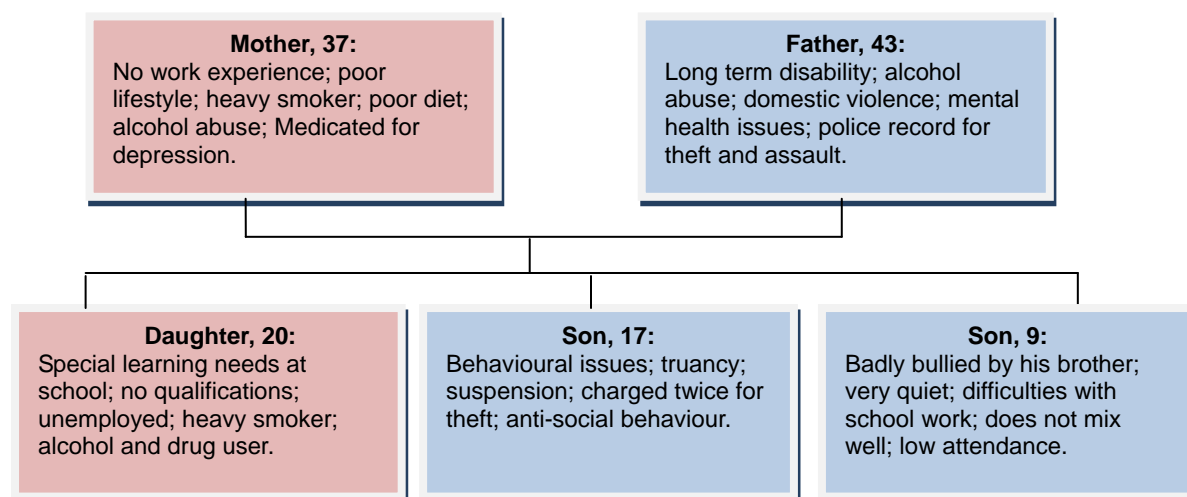 Mother, 37:
No work experience; poor
lifestyle; heavy smoker; poor diet;
alcohol abuse; Medicated for
depression.
Father, 43:
Long term disability; alcohol
abuse; domestic violence; mental
health issues; police record for
theft and assault.
Daughter, 20:
Special learning needs at
school; no qualifications;
unemployed; heavy smoker;
alcohol and drug user.
Son, 17:
Behavioural issues; truancy;
suspension; charged twice for
theft; anti-social behaviour.
Son, 9:
Badly bullied by his brother;
very quiet; difficulties with
school work; does not mix
well; low attendance.